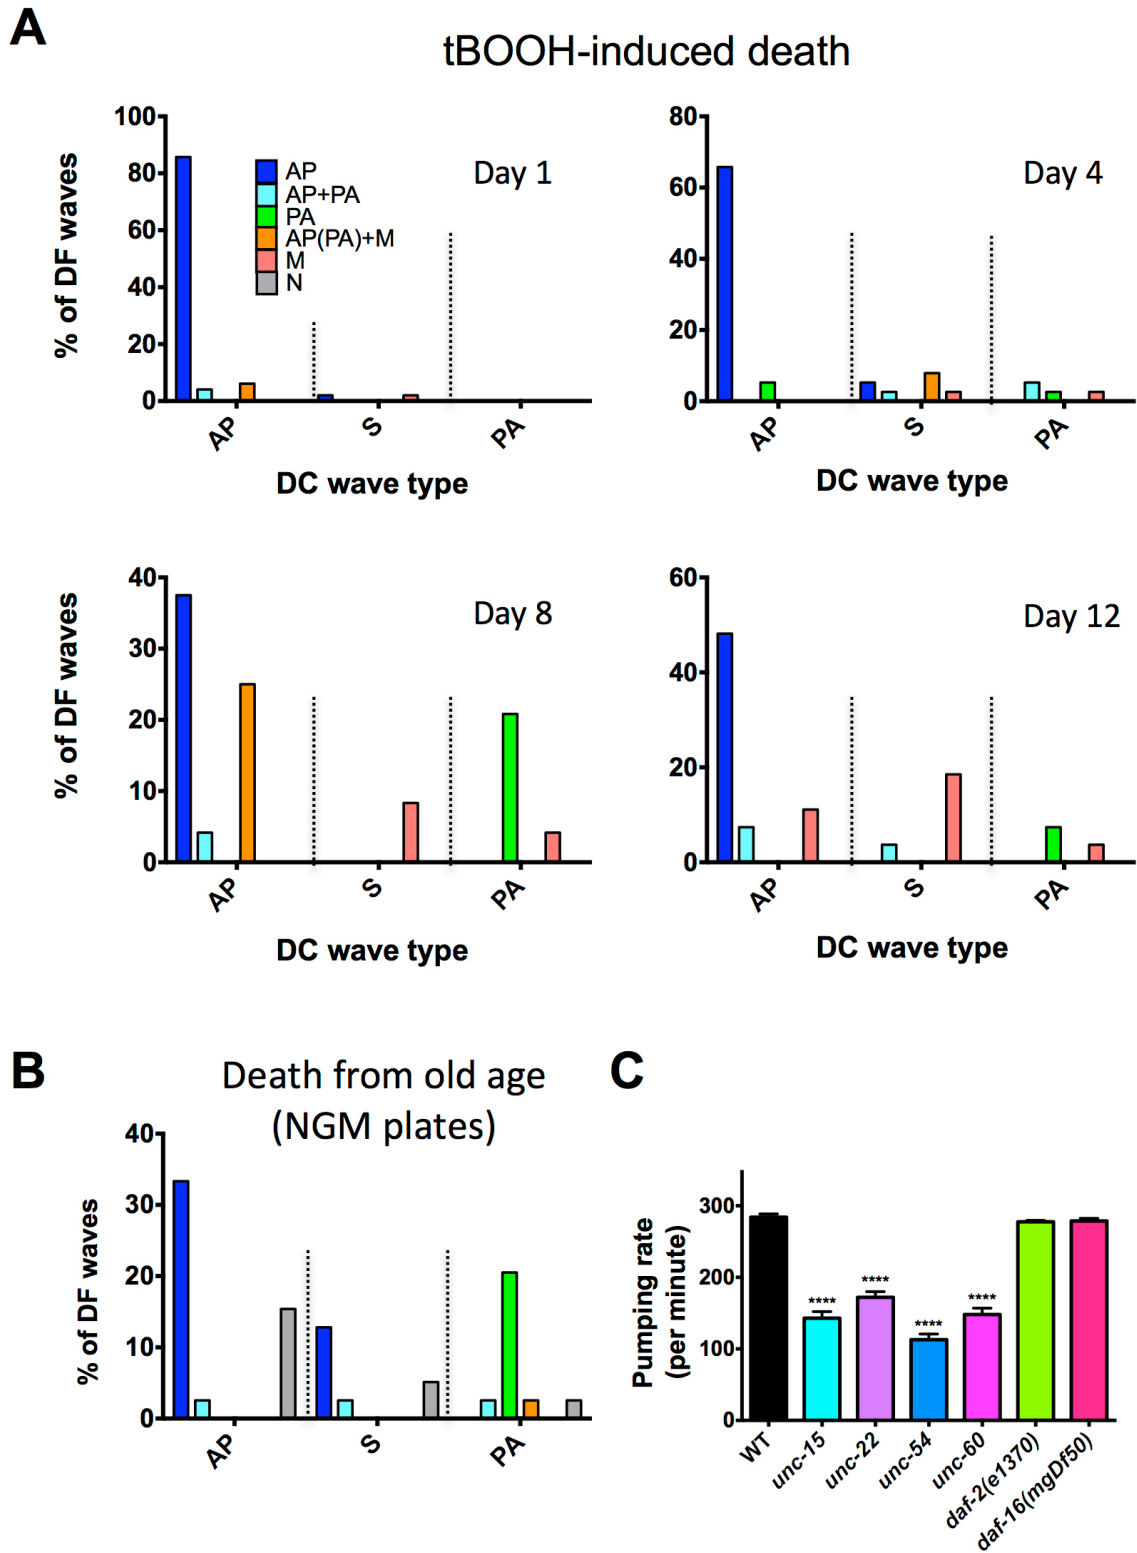 A
tBOOH-induced death
% of DF waves
100
80
60
40
20
0
AP
AP+PA
PA
AP(PA)+M
M
N
Day 1
AP
S
PA
DC wave type
80
60
40
20
0
Day 4
AP
S
PA
DC wave type
% of DF waves
40
30
20
10
0
Day 8
AP
S
PA
DC wave type
60
40
20
0
Day 12
AP
S
PA
DC wave type
B
Death from old age
(NGM plates)
% of DF waves
40
30
20
10
0
AP
S
PA
C
Pumping rate
(per minute)
300
200
100
0
****
****
****
****
WT
unc-15
unc-22
unc-54
unc-60
daf-2(e1370)
daf-16(mgDf50)